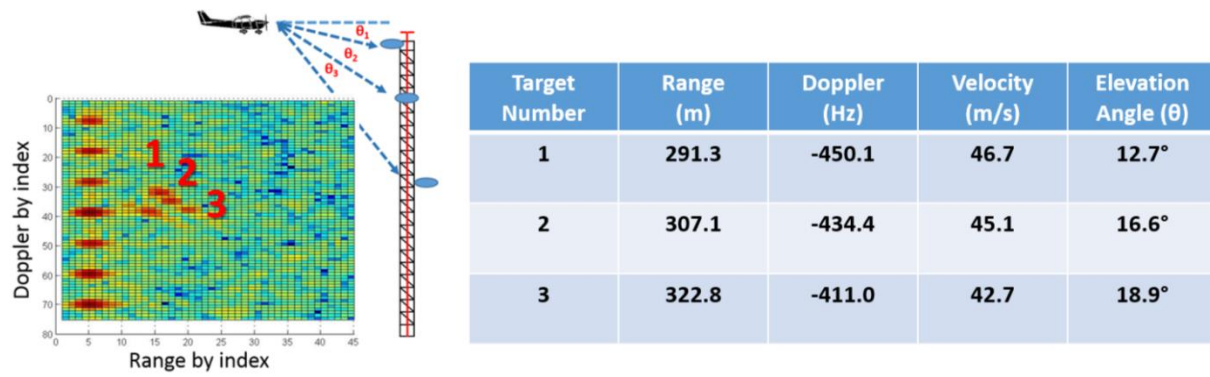 θ1
θ2
θ3
1
2
3
0
10
20
30
40
50
60
70
80
0 5 10 15 20 25 30 35 40 45
Doppler by index
Range by index
Target Number Range (m) Doppler (Hz) Velocity (m/s) Elevation Angle (θ)
1 291.3 -450.1 46.7 12.7°
2 307.1 -434.4 45.1 16.6°
3 322.8 -411.0 42.7 18.9°